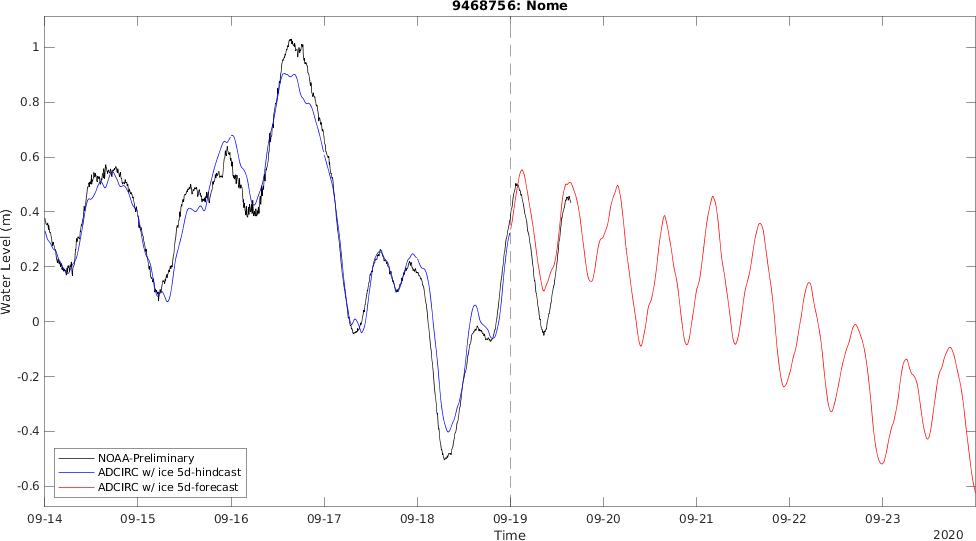 9468756: Nome
Water Level (m)
1
0.8
0.6
0.4
0.2
0
-0.2
-0.4
-0.6
NOAA-Preliminary
ADCIRC w/ ice 5d-hindcast
ADCIRC w/ ice 5d-forecast
09-14 09-15 09-16 09-17 09-18 09-19 09-20 09-21 09-22 09-23
Time
2020